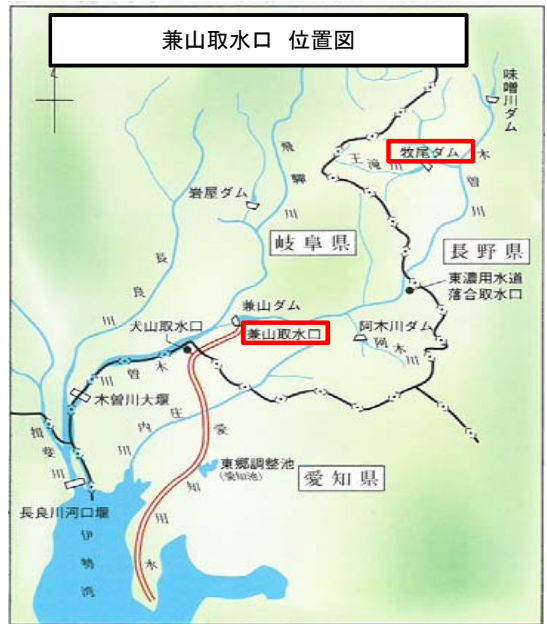 兼山取水口 位置図
味噌川ダム
牧尾ダム
王滝川
木曽川
飛騨川
岩屋ダム
岐阜県
長野県
長良川
東濃用水道
落合取水口
兼山ダム
犬山取水口
兼山取水口
阿木川ダム
阿木川
木曽川
木曽川大堰
庄内川
揖斐川
愛知用水
東郷調整池
(愛知池)
愛知県
長良川河口堰
伊勢湾